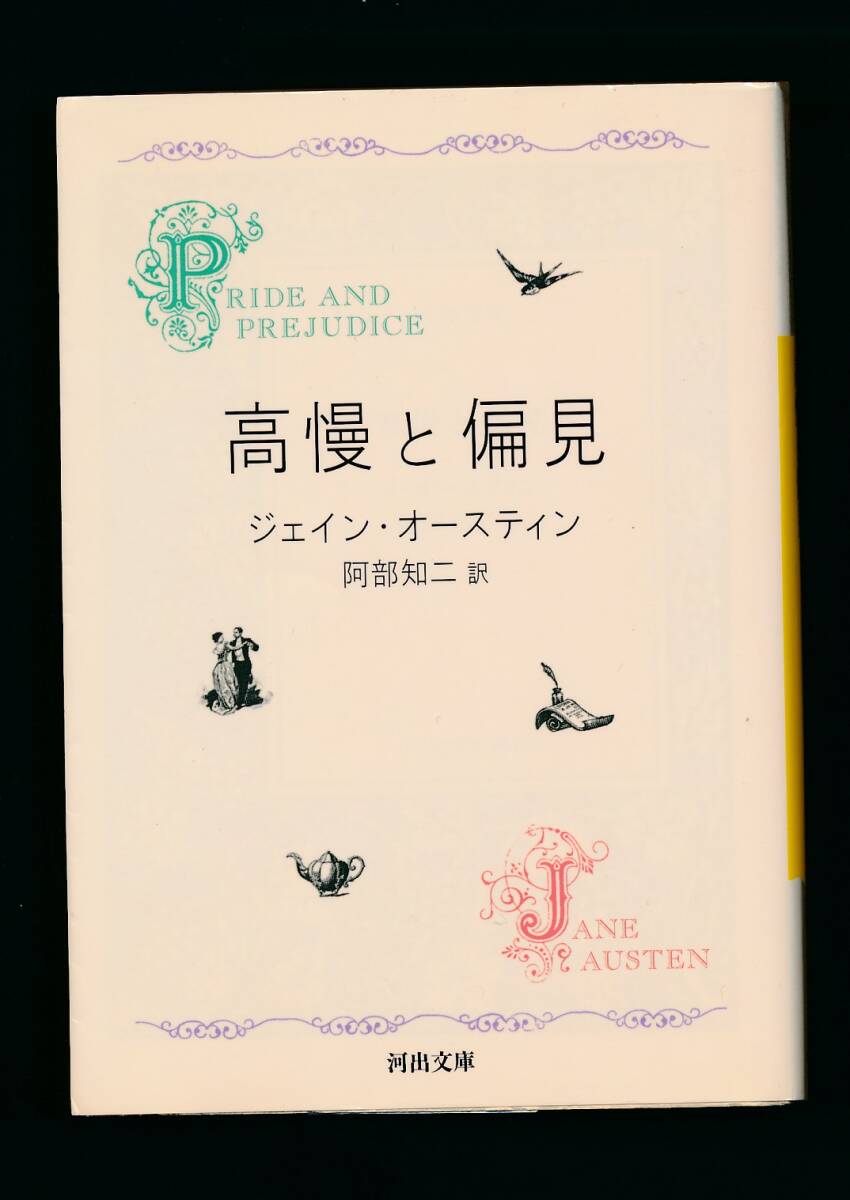 PRIDE AND
PREJUDICE
高慢と偏見
ジェイン・オースティン
阿部知二 訳
JANE
AUSTEN
河出文庫